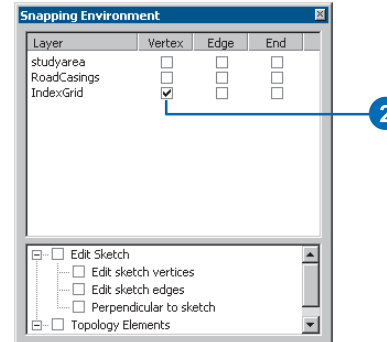 Snapping Environment
Layer Vertex Edge End
studyarea
RoadCasings
IndexGrid
2
Edit Sketch
Edit sketch vertices
Edit sketch edges
Perpendicular to sketch
Topology Elements